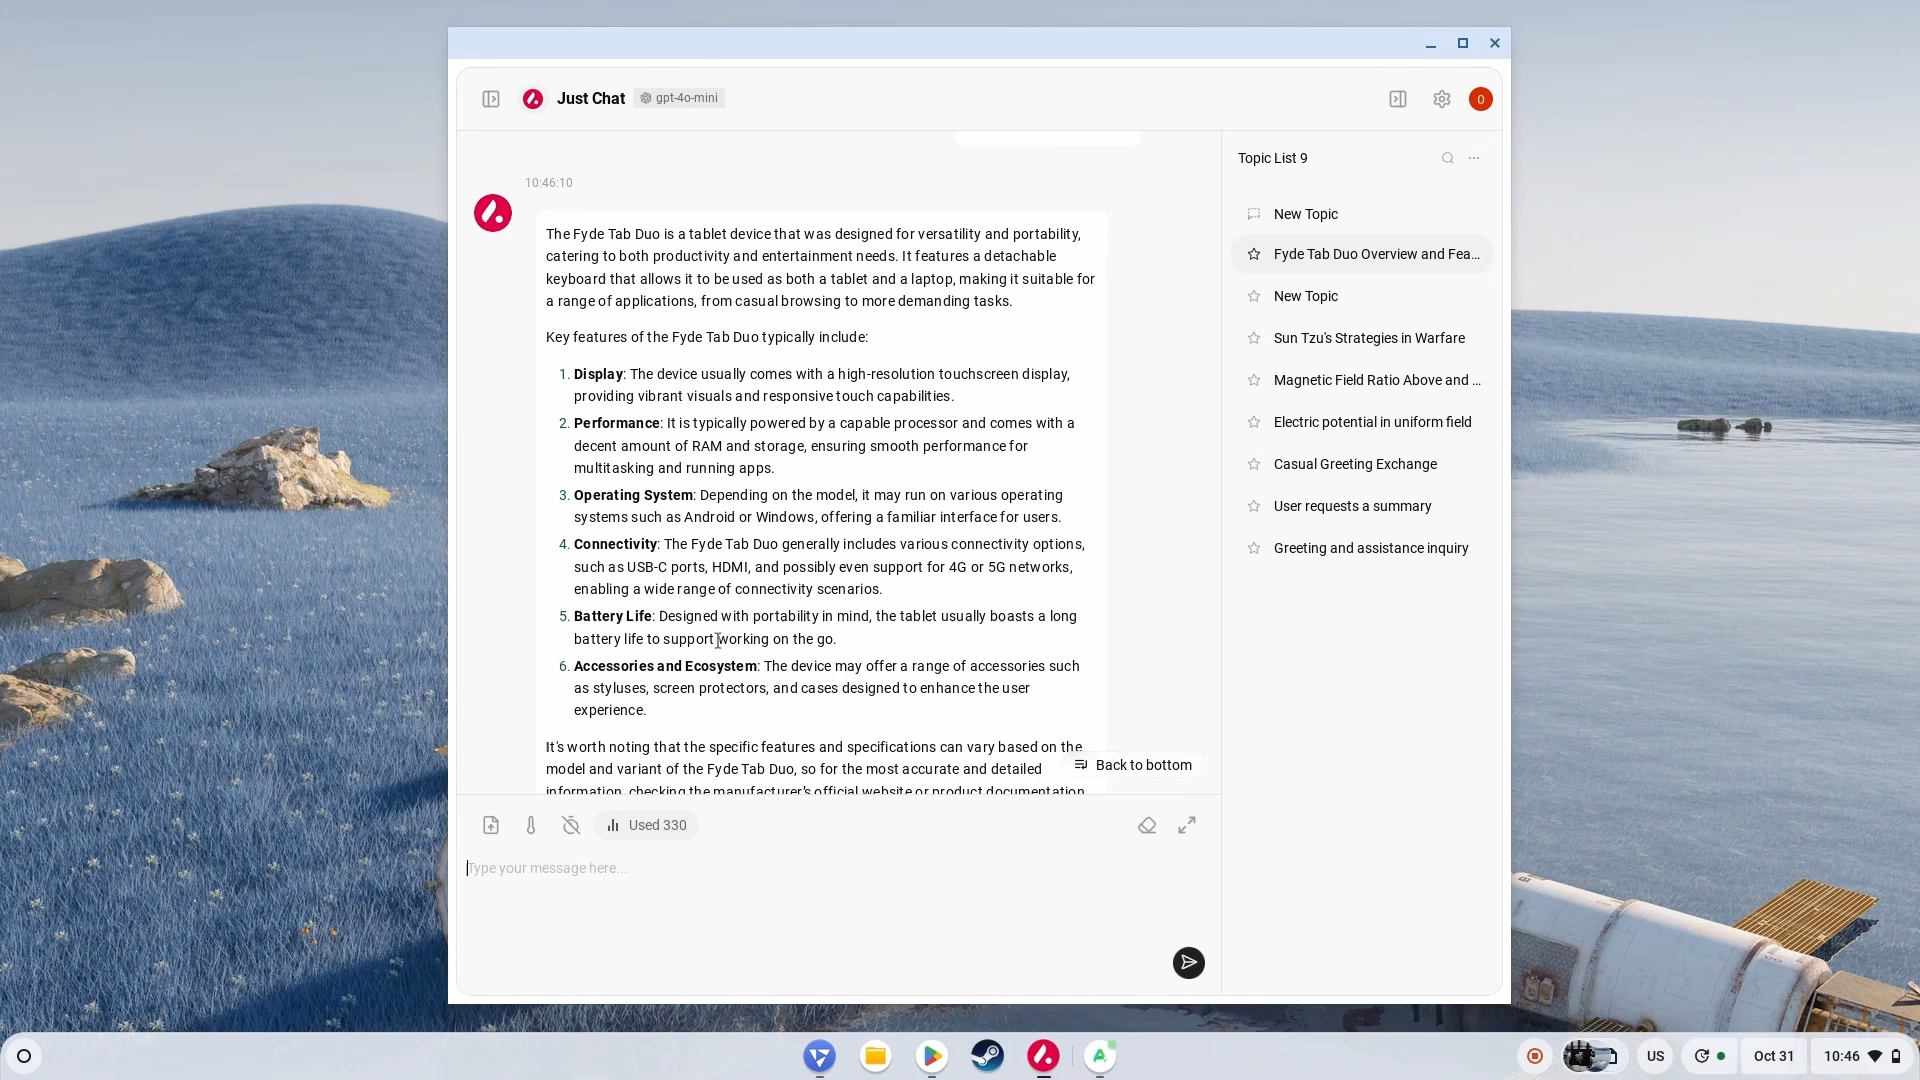 Just Chat
gpt-4o-mini
0
10:46:10
The Fyde Tab Duo is a tablet device that was designed for versatility and portability,
catering to both productivity and entertainment needs. It features a detachable
keyboard that allows it to be used as both a tablet and a laptop, making it suitable for
a range of applications, from casual browsing to more demanding tasks.
Key features of the Fyde Tab Duo typically include:
1. Display: The device usually comes with a high-resolution touchscreen display,
providing vibrant visuals and responsive touch capabilities.
2. Performance: It is typically powered by a capable processor and comes with a
decent amount of RAM and storage, ensuring smooth performance for
multitasking and running apps.
3. Operating System: Depending on the model, it may run on various operating
systems such as Android or Windows, offering a familiar interface for users.
4. Connectivity: The Fyde Tab Duo generally includes various connectivity options,
such as USB-C ports, HDMI, and possibly even support for 4G or 5G networks,
enabling a wide range of connectivity scenarios.
5. Battery Life: Designed with portability in mind, the tablet usually boasts a long
battery life to support working on the go.
6. Accessories and Ecosystem: The device may offer a range of accessories such
as styluses, screen protectors, and cases designed to enhance the user
experience.
It's worth noting that the specific features and specifications can vary based on the
model and variant of the Fyde Tab Duo, so for the most accurate and detailed
information, checking the manufacturer's official website or product documentation
Back to bottom
Used 330
Type your message here...
Topic List 9
New Topic
Fyde Tab Duo Overview and Fea...
New Topic
Sun Tzu's Strategies in Warfare
Magnetic Field Ratio Above and ...
Electric potential in uniform field
Casual Greeting Exchange
User requests a summary
Greeting and assistance inquiry
US
Oct 31
10:46